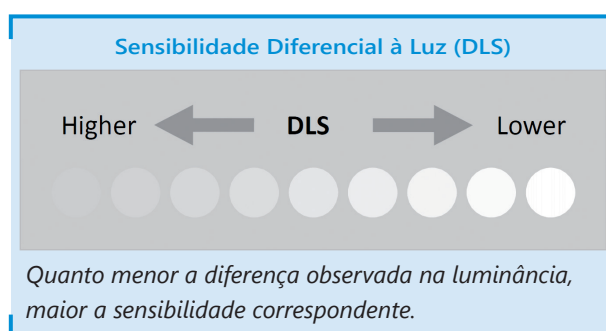 Sensibilidade Diferencial à Luz (DLS)
Higher DLS Lower
Quanto menor a diferença observada na luminância,
maior a sensibilidade correspondente.